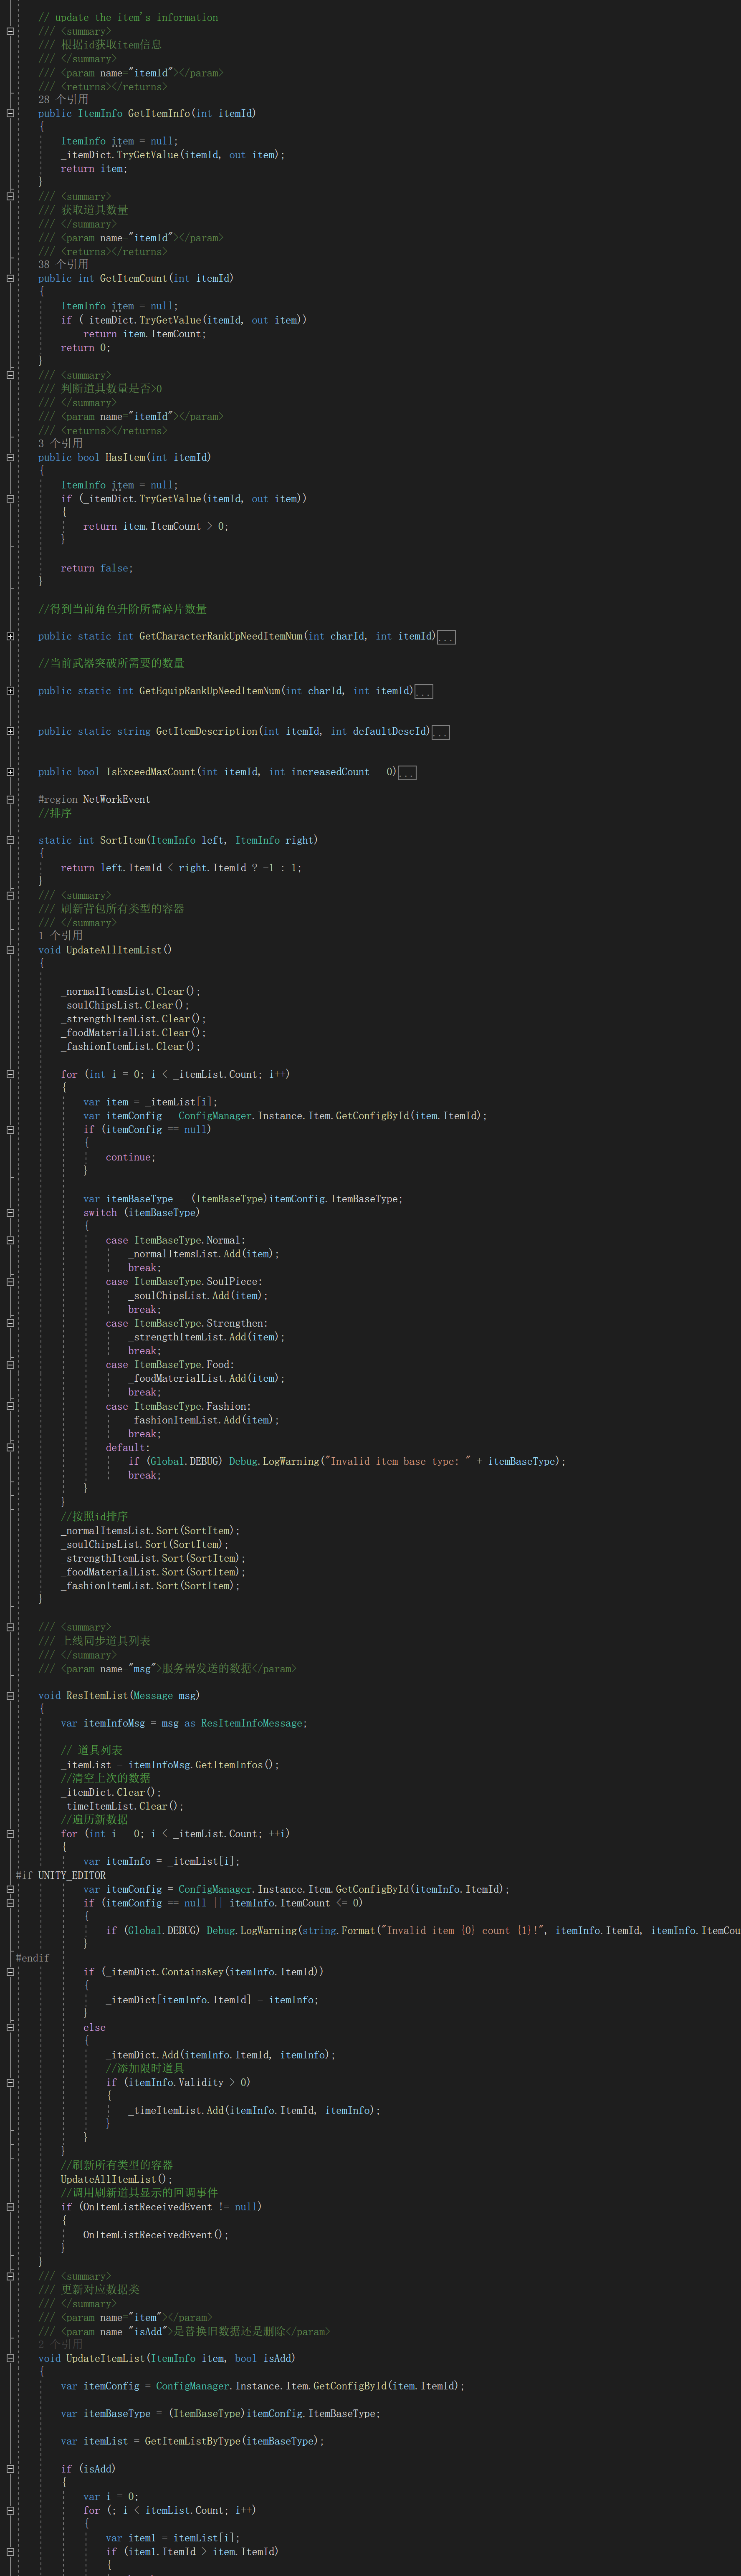 // update the item's information
/// <summary>
/// 根据id获取item信息
/// </summary>
/// <param name="itemId"></param>
/// <returns></returns>
28 个引用
public ItemInfo GetItemInfo(int itemId)
{
ItemInfo item = null;
_itemDict.TryGetValue(itemId, out item);
return item;
}
/// <summary>
/// 获取道具数量
/// </summary>
/// <param name="itemId"></param>
/// <returns></returns>
38 个引用
public int GetItemCount(int itemId)
{
ItemInfo item = null;
if (_itemDict.TryGetValue(itemId, out item))
return item.ItemCount;
return 0;
}
/// <summary>
/// 判断道具数量是否>0
/// </summary>
/// <param name="itemId"></param>
/// <returns></returns>
3 个引用
public bool HasItem(int itemId)
{
ItemInfo item = null;
if (_itemDict.TryGetValue(itemId, out item))
{
return item.ItemCount > 0;
}
return false;
}
//得到当前角色升阶所需碎片数量
public static int GetCharacterRankUpNeedItemNum(int charId, int itemId)...
//当前武器突破所需要的数量
public static int GetEquipRankUpNeedItemNum(int charId, int itemId)...
public static string GetItemDescription(int itemId, int defaultDescId)...
public bool IsExceedMaxCount(int itemId, int increasedCount = 0)...
#region NetWorkEvent
//排序
static int SortItem(ItemInfo left, ItemInfo right)
{
return left.ItemId < right.ItemId ? -1 : 1;
}
/// <summary>
/// 刷新背包所有类型的容器
/// </summary>
1 个引用
void UpdateAllItemList()
{
_normalItemsList.Clear();
_soulChipsList.Clear();
_strengthItemList.Clear();
_foodMaterialList.Clear();
_fashionItemList.Clear();
for (int i = 0; i < _itemList.Count; i++)
{
var item = _itemList[i];
var itemConfig = ConfigManager.Instance.Item.GetConfigById(item.ItemId);
if (itemConfig == null)
{
continue;
}
var itemBaseType = (ItemBaseType)itemConfig.ItemBaseType;
switch (itemBaseType)
{
case ItemBaseType.Normal:
_normalItemsList.Add(item);
break;
case ItemBaseType.SoulPiece:
_soulChipsList.Add(item);
break;
case ItemBaseType.Strengthen:
_strengthItemList.Add(item);
break;
case ItemBaseType.Food:
_foodMaterialList.Add(item);
break;
case ItemBaseType.Fashion:
_fashionItemList.Add(item);
break;
default:
if (Global.DEBUG) Debug.LogWarning("Invalid item base type: " + itemBaseType);
break;
}
}
//按照id排序
_normalItemsList.Sort(SortItem);
_soulChipsList.Sort(SortItem);
_strengthItemList.Sort(SortItem);
_foodMaterialList.Sort(SortItem);
_fashionItemList.Sort(SortItem);
}
/// <summary>
/// 上线同步道具列表
/// </summary>
/// <param name="msg">服务器发送的数据</param>
void ResItemList(Message msg)
{
var itemInfoMsg = msg as ResItemInfoMessage;
// 道具列表
_itemList = itemInfoMsg.GetItemInfos();
//清空上次的数据
_itemDict.Clear();
_timeItemList.Clear();
//遍历新数据
for (int i = 0; i < _itemList.Count; ++i)
{
var itemInfo = _itemList[i];
#if UNITY_EDITOR
var itemConfig = ConfigManager.Instance.Item.GetConfigById(itemInfo.ItemId);
if (itemConfig == null || itemInfo.ItemCount <= 0)
{
if (Global.DEBUG) Debug.LogWarning(string.Format("Invalid item {0} count {1}!", itemInfo.ItemId, itemInfo.ItemCou
}
#endif
if (_itemDict.ContainsKey(itemInfo.ItemId))
{
_itemDict[itemInfo.ItemId] = itemInfo;
}
else
{
_itemDict.Add(itemInfo.ItemId, itemInfo);
//添加限时道具
if (itemInfo.Validity > 0)
{
_timeItemList.Add(itemInfo.ItemId, itemInfo);
}
}
}
//刷新所有类型的容器
UpdateAllItemList();
//调用刷新道具显示的回调事件
if (OnItemListReceivedEvent != null)
{
OnItemListReceivedEvent();
}
}
/// <summary>
/// 更新对应数据类
/// </summary>
/// <param name="item"></param>
/// <param name="isAdd">是替换旧数据还是删除</param>
2 个引用
void UpdateItemList(ItemInfo item, bool isAdd)
{
var itemConfig = ConfigManager.Instance.Item.GetConfigById(item.ItemId);
var itemBaseType = (ItemBaseType)itemConfig.ItemBaseType;
var itemList = GetItemListByType(itemBaseType);
if (isAdd)
{
var i = 0;
for (; i < itemList.Count; i++)
{
var item1 = itemList[i];
if (item1.ItemId > item.ItemId)
{